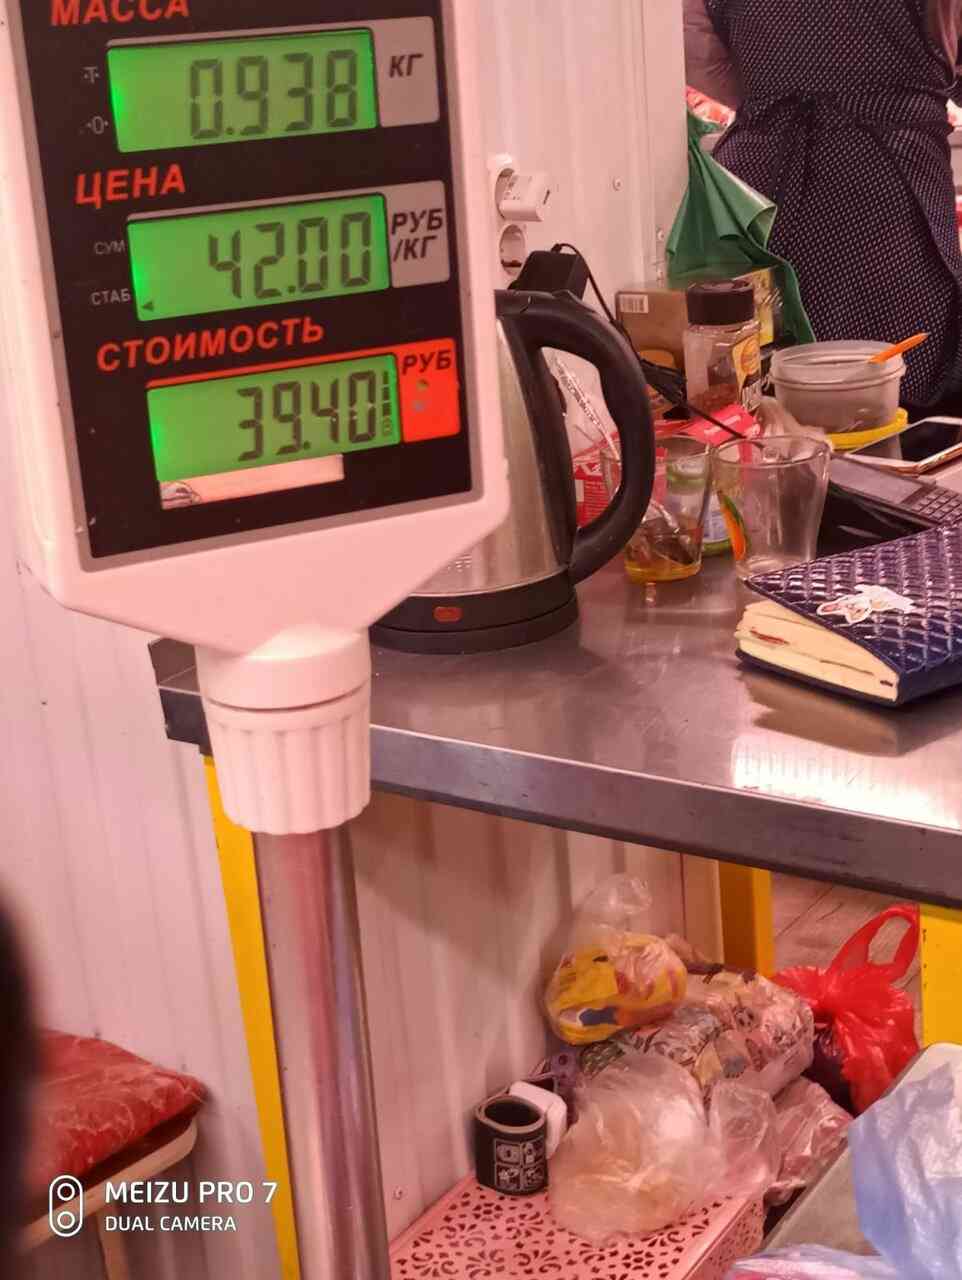 МАССА
0.938
КГ
→T←
→0←
ЦЕНА
42.00
РУБ
/КГ
СУМ
СТАБ
СТОИМОСТЬ
39.40
РУБ
MEIZU PRO 7
DUAL CAMERA